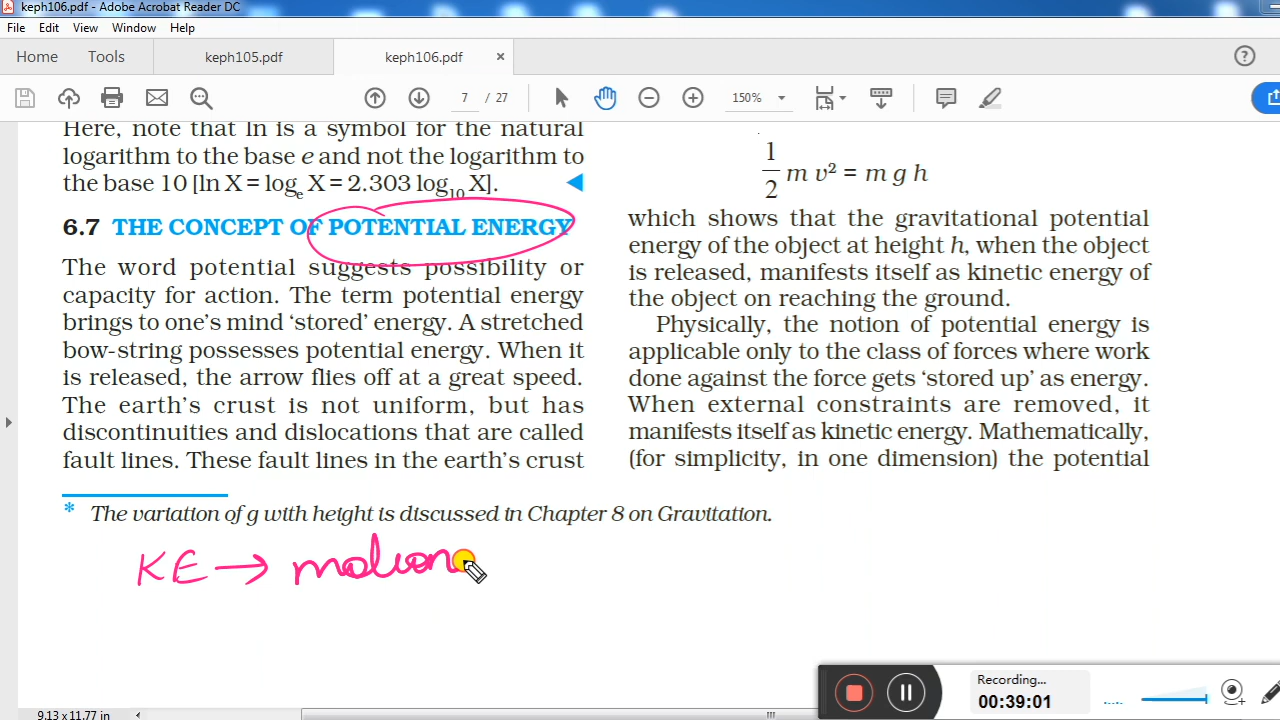 keph106.pdf - Adobe Acrobat Reader DC
File Edit View Window Help
Home Tools keph105.pdf keph106.pdf × ?
7 / 27 150%
Here, note that ln is a symbol for the natural
logarithm to the base e and not the logarithm to
the base 10 [ln X = logₑ X = 2.303 log₁₀ X].
6.7 THE CONCEPT OF POTENTIAL ENERGY
The word potential suggests possibility or
capacity for action. The term potential energy
brings to one's mind ‘stored’ energy. A stretched
bow-string possesses potential energy. When it
is released, the arrow flies off at a great speed.
The earth’s crust is not uniform, but has
discontinuities and dislocations that are called
fault lines. These fault lines in the earth’s crust
1/2 m v² = m g h
which shows that the gravitational potential
energy of the object at height h, when the object
is released, manifests itself as kinetic energy of
the object on reaching the ground.
Physically, the notion of potential energy is
applicable only to the class of forces where work
done against the force gets ‘stored up’ as energy.
When external constraints are removed, it
manifests itself as kinetic energy. Mathematically,
(for simplicity, in one dimension) the potential
* The variation of g with height is discussed in Chapter 8 on Gravitation.
KE → motion
Recording...
00:39:01
9.13 x 11.77 in